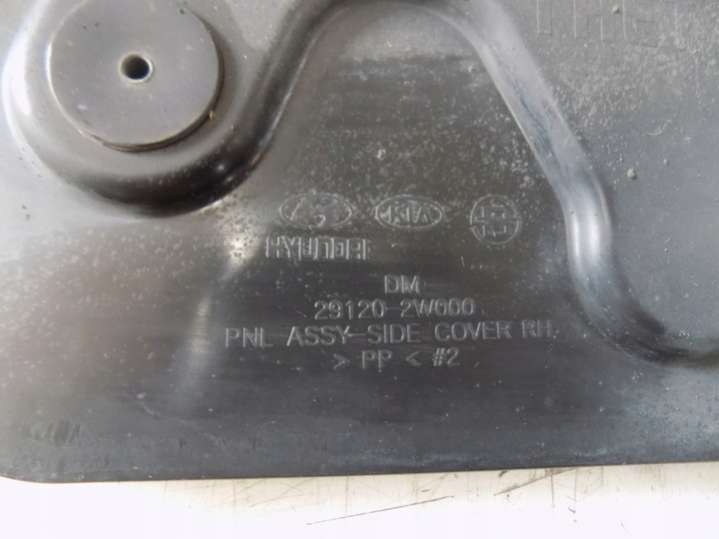 KIA
HYUNDAI
DM
29120-2W000
PNL ASSY-SIDE COVER RH.
> PP < #2